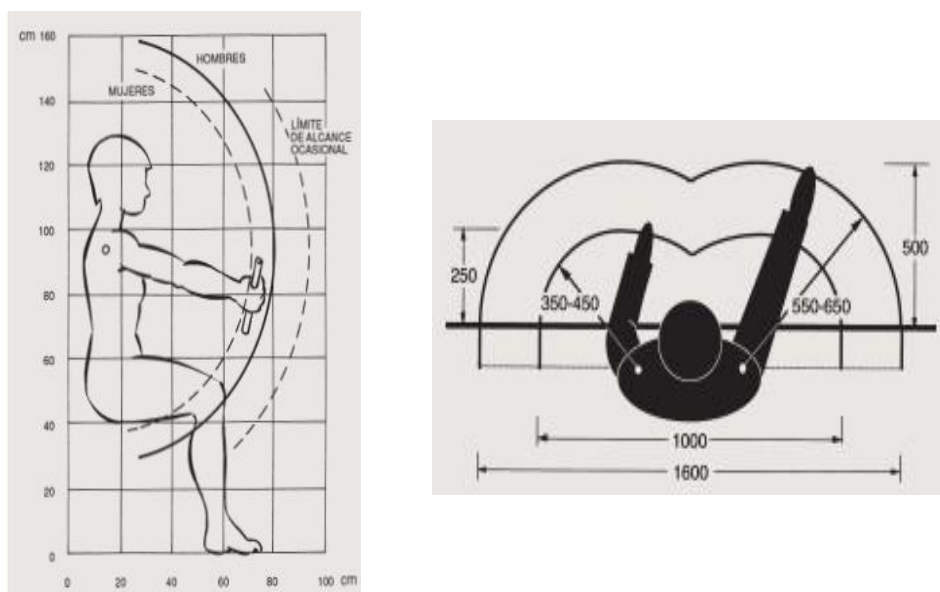 cm 160
HOMBRES
MUJERES
140
LÍMITE
DE ALCANCE
OCASIONAL
120
100
80
60
40
20
0
0 20 40 60 80 100 cm
250
500
350-450
550-650
1000
1600